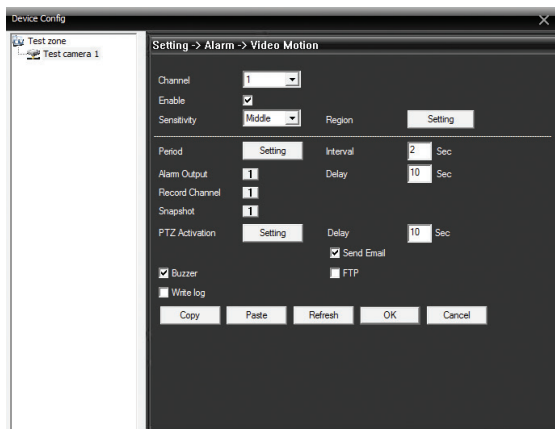 Device Config
Test zone
Test camera 1
Setting -> Alarm -> Video Motion
Channel 1
Enable
Sensitivity Middle Region Setting
Period Setting Interval 2 Sec
Alarm Output 1 Delay 10 Sec
Record Channel 1
Snapshot 1
PTZ Activation Setting Delay 10 Sec
Send Email
Buzzer FTP
Write log
Copy Paste Refresh OK Cancel